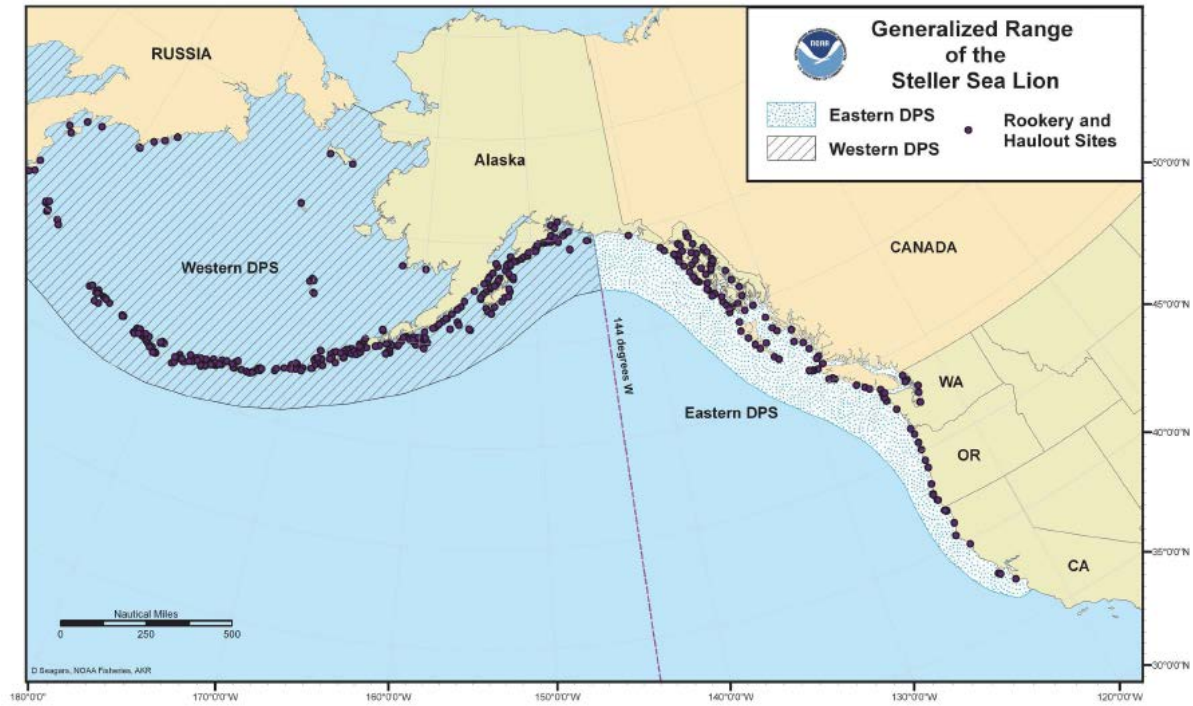 Generalized Range
of the
Steller Sea Lion
NOAA
Eastern DPS
Western DPS
Rookery and
Haulout Sites
RUSSIA
Alaska
CANADA
Western DPS
144 degrees W
Eastern DPS
WA
OR
CA
Nautical Miles
0 250 500
D Seagars, NOAA Fisheries, AKR
50°0'0"N
45°0'0"N
40°0'0"N
35°0'0"N
30°0'0"N
180°0'0"
170°0'0"W
160°0'0"W
150°0'0"W
140°0'0"W
130°0'0"W
120°0'0"W